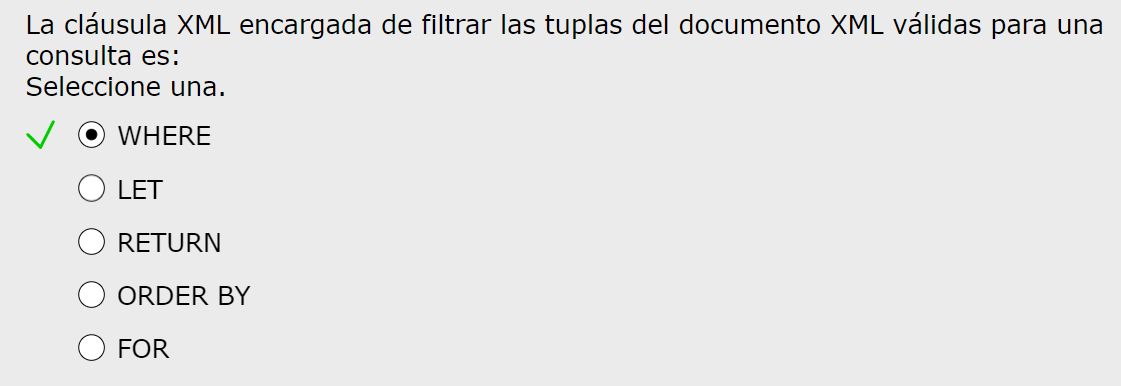 La cláusula XML encargada de filtrar las tuplas del documento XML válidas para una
consulta es:
Seleccione una.
WHERE
LET
RETURN
ORDER BY
FOR